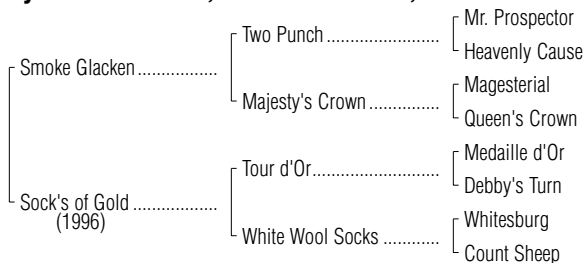 Mr. Prospector
Two Punch ......................
Heavenly Cause
Smoke Glacken ................
Magesterial
Majesty's Crown .............
Queen's Crown
Medaille d'Or
Tour d'Or........................
Debby's Turn
Sock's of Gold .................
(1996)
Whitesburg
White Wool Socks ...........
Count Sheep